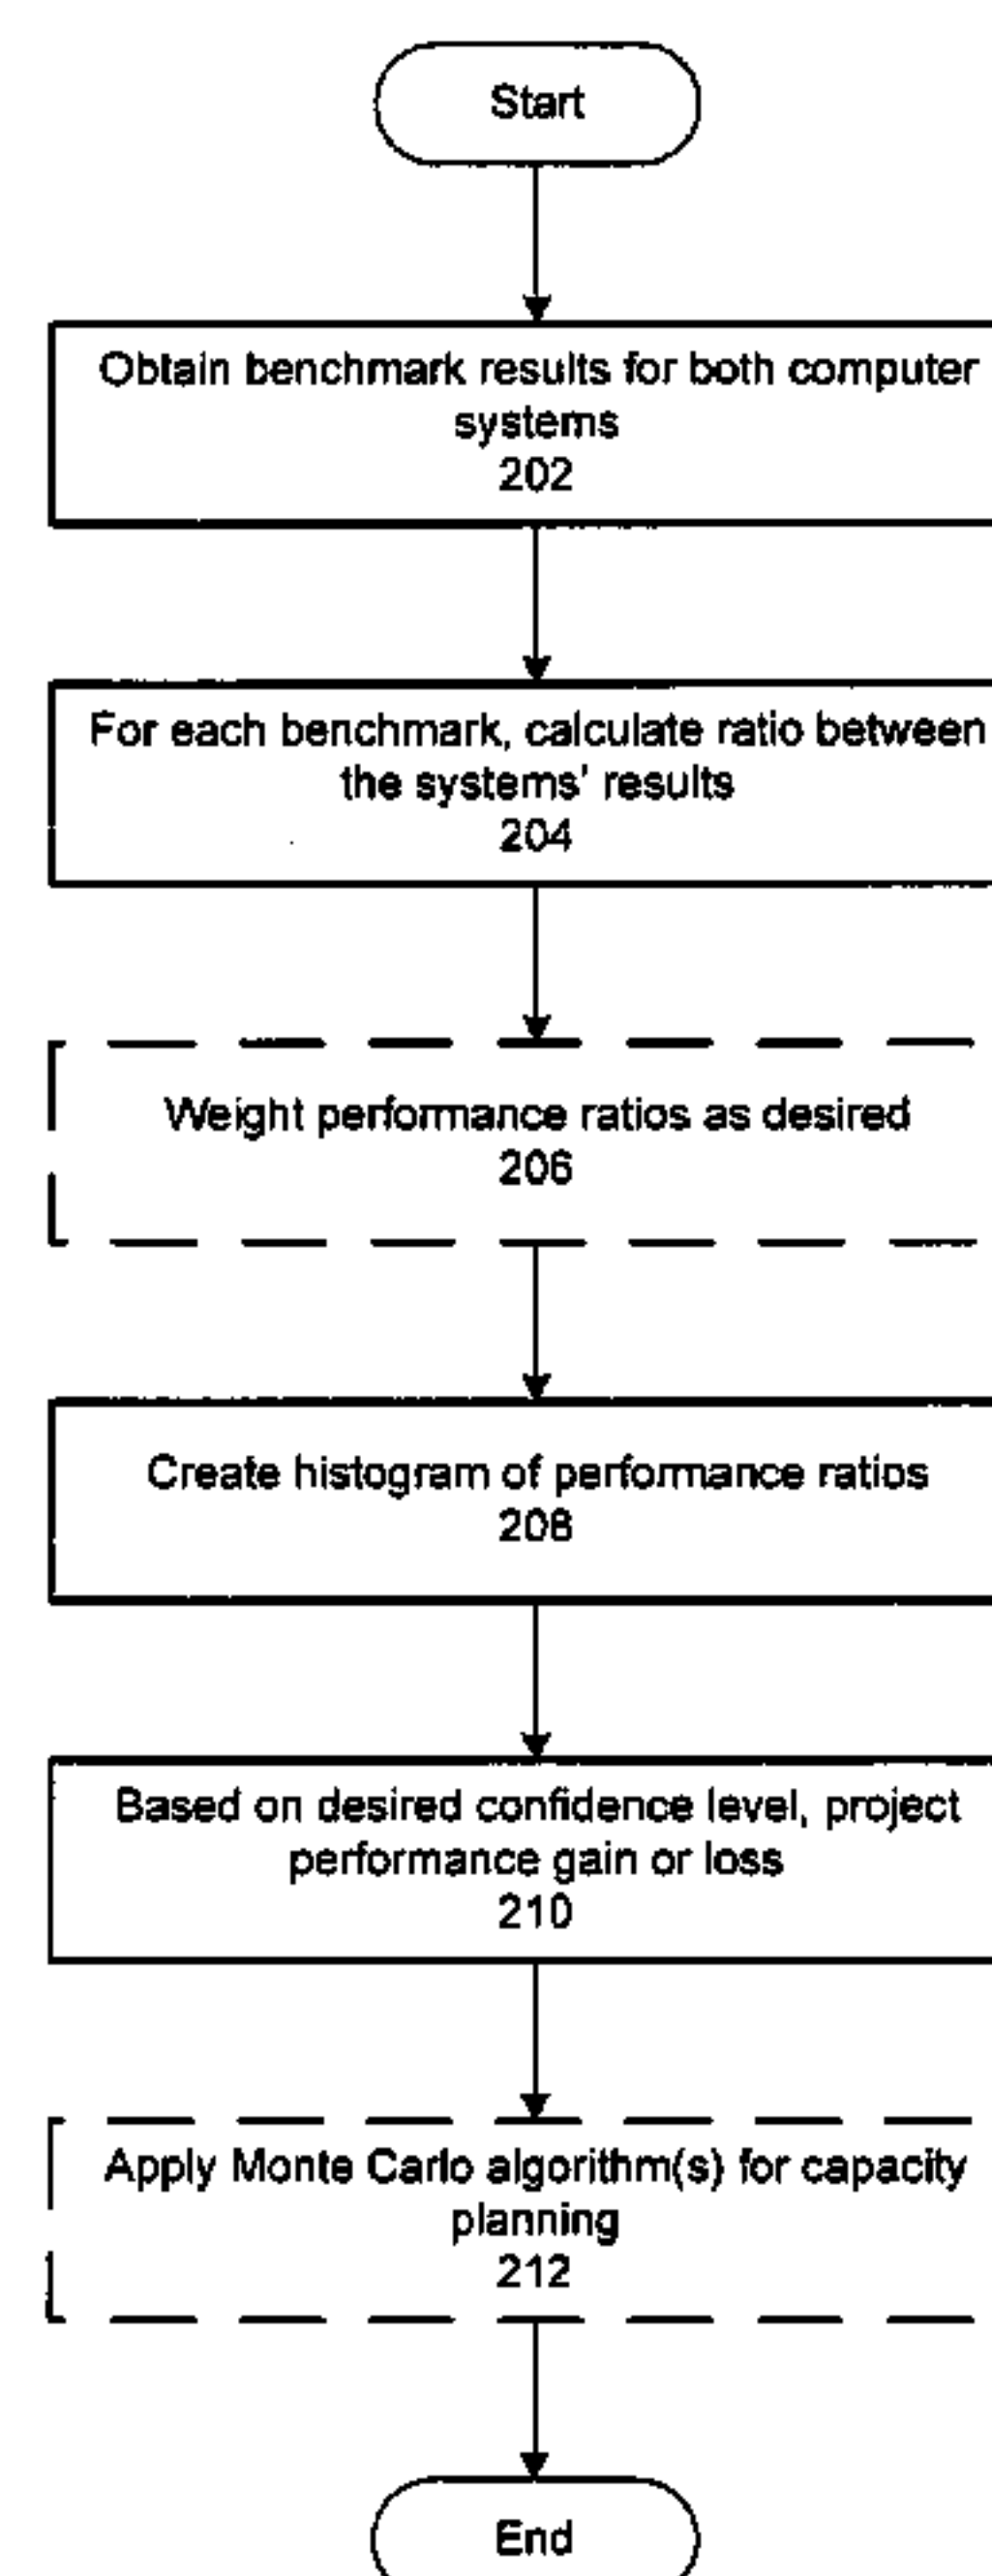 Start
Obtain benchmark results for both computer
systems
202
For each benchmark, calculate ratio between
the systems' results
204
Weight performance ratios as desired
206
Create histogram of performance ratios
208
Based on desired confidence level, project
performance gain or loss
210
Apply Monte Carlo algorithm(s) for capacity
planning
212
End